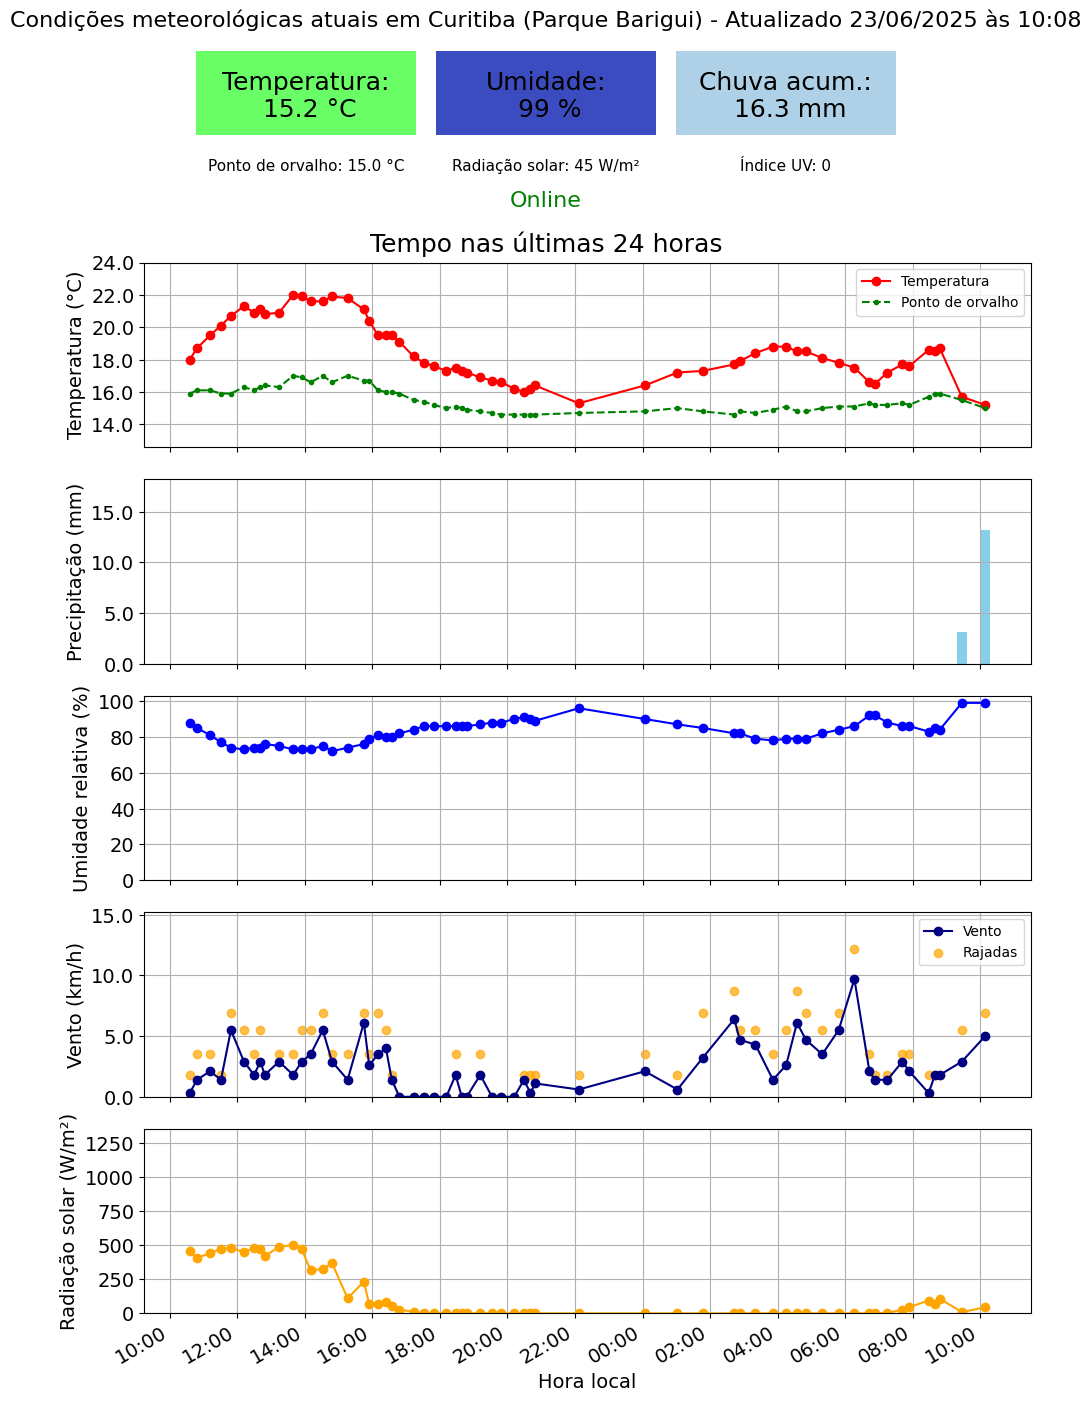 Condições meteorológicas atuais em Curitiba (Parque Barigui) - Atualizado 23/06/2025 às 10:08
Temperatura:
15.2 °C
Umidade:
99 %
Chuva acum.:
16.3 mm
Ponto de orvalho: 15.0 °C
Radiação solar: 45 W/m²
Índice UV: 0
Online
Tempo nas últimas 24 horas
Temperatura (°C)
24.0
22.0
20.0
18.0
16.0
14.0
Temperatura
Ponto de orvalho
Precipitação (mm)
15.0
10.0
5.0
0.0
Umidade relativa (%)
100
80
60
40
20
0
Vento (km/h)
15.0
10.0
5.0
0.0
Vento
Rajadas
Radiação solar (W/m²)
1250
1000
750
500
250
0
10:00
12:00
14:00
16:00
18:00
20:00
22:00
00:00
02:00
04:00
06:00
08:00
10:00
Hora local